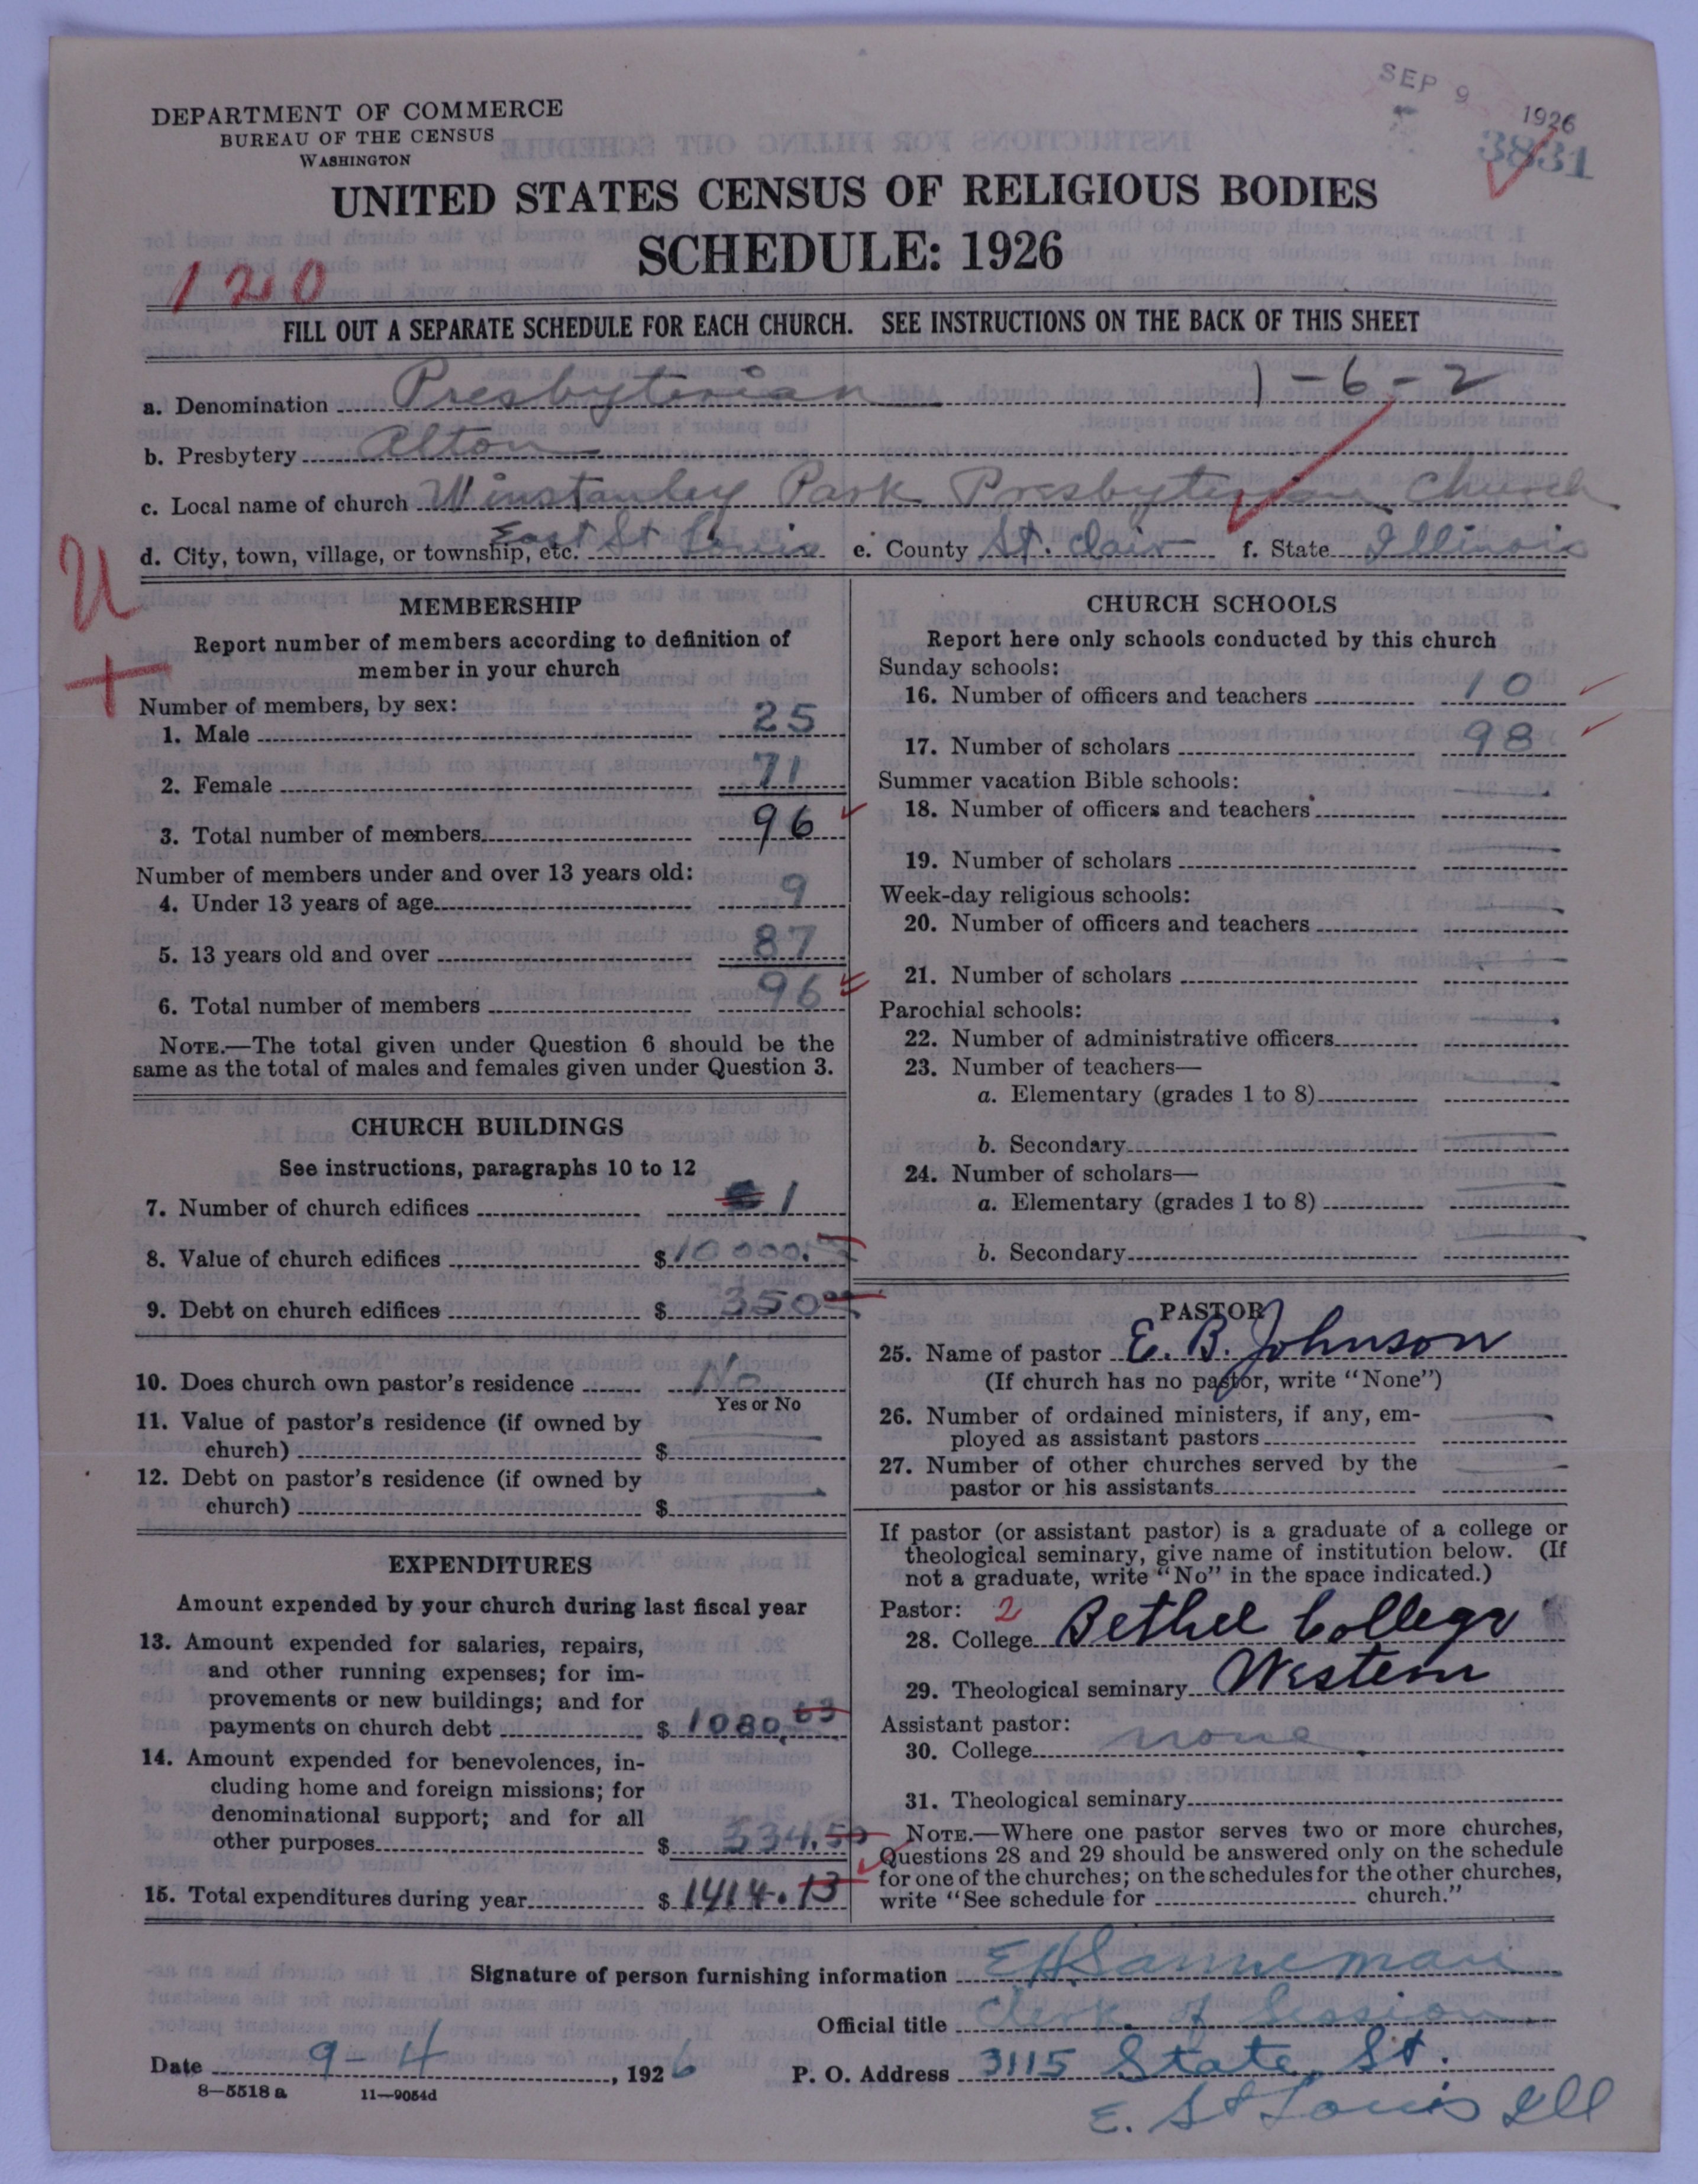 SEP 9 1926
3831
DEPARTMENT OF COMMERCE
BUREAU OF THE CENSUS
WASHINGTON
UNITED STATES CENSUS OF RELIGIOUS BODIES
SCHEDULE: 1926
120
FILL OUT A SEPARATE SCHEDULE FOR EACH CHURCH. SEE INSTRUCTIONS ON THE BACK OF THIS SHEET
a. Denomination Presbyterian 1-6-2
b. Presbytery Alton
c. Local name of church Winstanley Park Presbyterian Church
d. City, town, village, or township, etc. East St Louis e. County St. Clair f. State Illinois
U
+
MEMBERSHIP
Report number of members according to definition of
member in your church
Number of members, by sex:
1. Male 25
2. Female 71
3. Total number of members 96
Number of members under and over 13 years old:
4. Under 13 years of age 9
5. 13 years old and over 87
6. Total number of members 96
NOTE.—The total given under Question 6 should be the
same as the total of males and females given under Question 3.
CHURCH BUILDINGS
See instructions, paragraphs 10 to 12
7. Number of church edifices 1
8. Value of church edifices $ 10000.
9. Debt on church edifices $ 350 00
10. Does church own pastor's residence No
Yes or No
11. Value of pastor's residence (if owned by
church) $
12. Debt on pastor's residence (if owned by
church) $
EXPENDITURES
Amount expended by your church during last fiscal year
13. Amount expended for salaries, repairs,
and other running expenses; for im-
provements or new buildings; and for
payments on church debt $ 1080.63
14. Amount expended for benevolences, in-
cluding home and foreign missions; for
denominational support; and for all
other purposes $ 334.50
15. Total expenditures during year $ 1414.13
CHURCH SCHOOLS
Report here only schools conducted by this church
Sunday schools:
16. Number of officers and teachers 10
17. Number of scholars 98
Summer vacation Bible schools:
18. Number of officers and teachers
19. Number of scholars
Week-day religious schools:
20. Number of officers and teachers
21. Number of scholars
Parochial schools:
22. Number of administrative officers
23. Number of teachers—
a. Elementary (grades 1 to 8)
b. Secondary
24. Number of scholars—
a. Elementary (grades 1 to 8)
b. Secondary
PASTOR
25. Name of pastor E. B. Johnson
(If church has no pastor, write "None")
26. Number of ordained ministers, if any, em-
ployed as assistant pastors
27. Number of other churches served by the
pastor or his assistants
If pastor (or assistant pastor) is a graduate of a college or
theological seminary, give name of institution below. (If
not a graduate, write "No" in the space indicated.)
Pastor: 2
28. College Bethel College
29. Theological seminary Western
Assistant pastor:
30. College none
31. Theological seminary
NOTE.—Where one pastor serves two or more churches,
Questions 28 and 29 should be answered only on the schedule
for one of the churches; on the schedules for the other churches,
write "See schedule for church."
Signature of person furnishing information E H Sanneman
Official title Clerk of Session
Date 9-4, 1926 P. O. Address 3115 State St.
E. St Louis Ill
8—5518 a 11—9054d